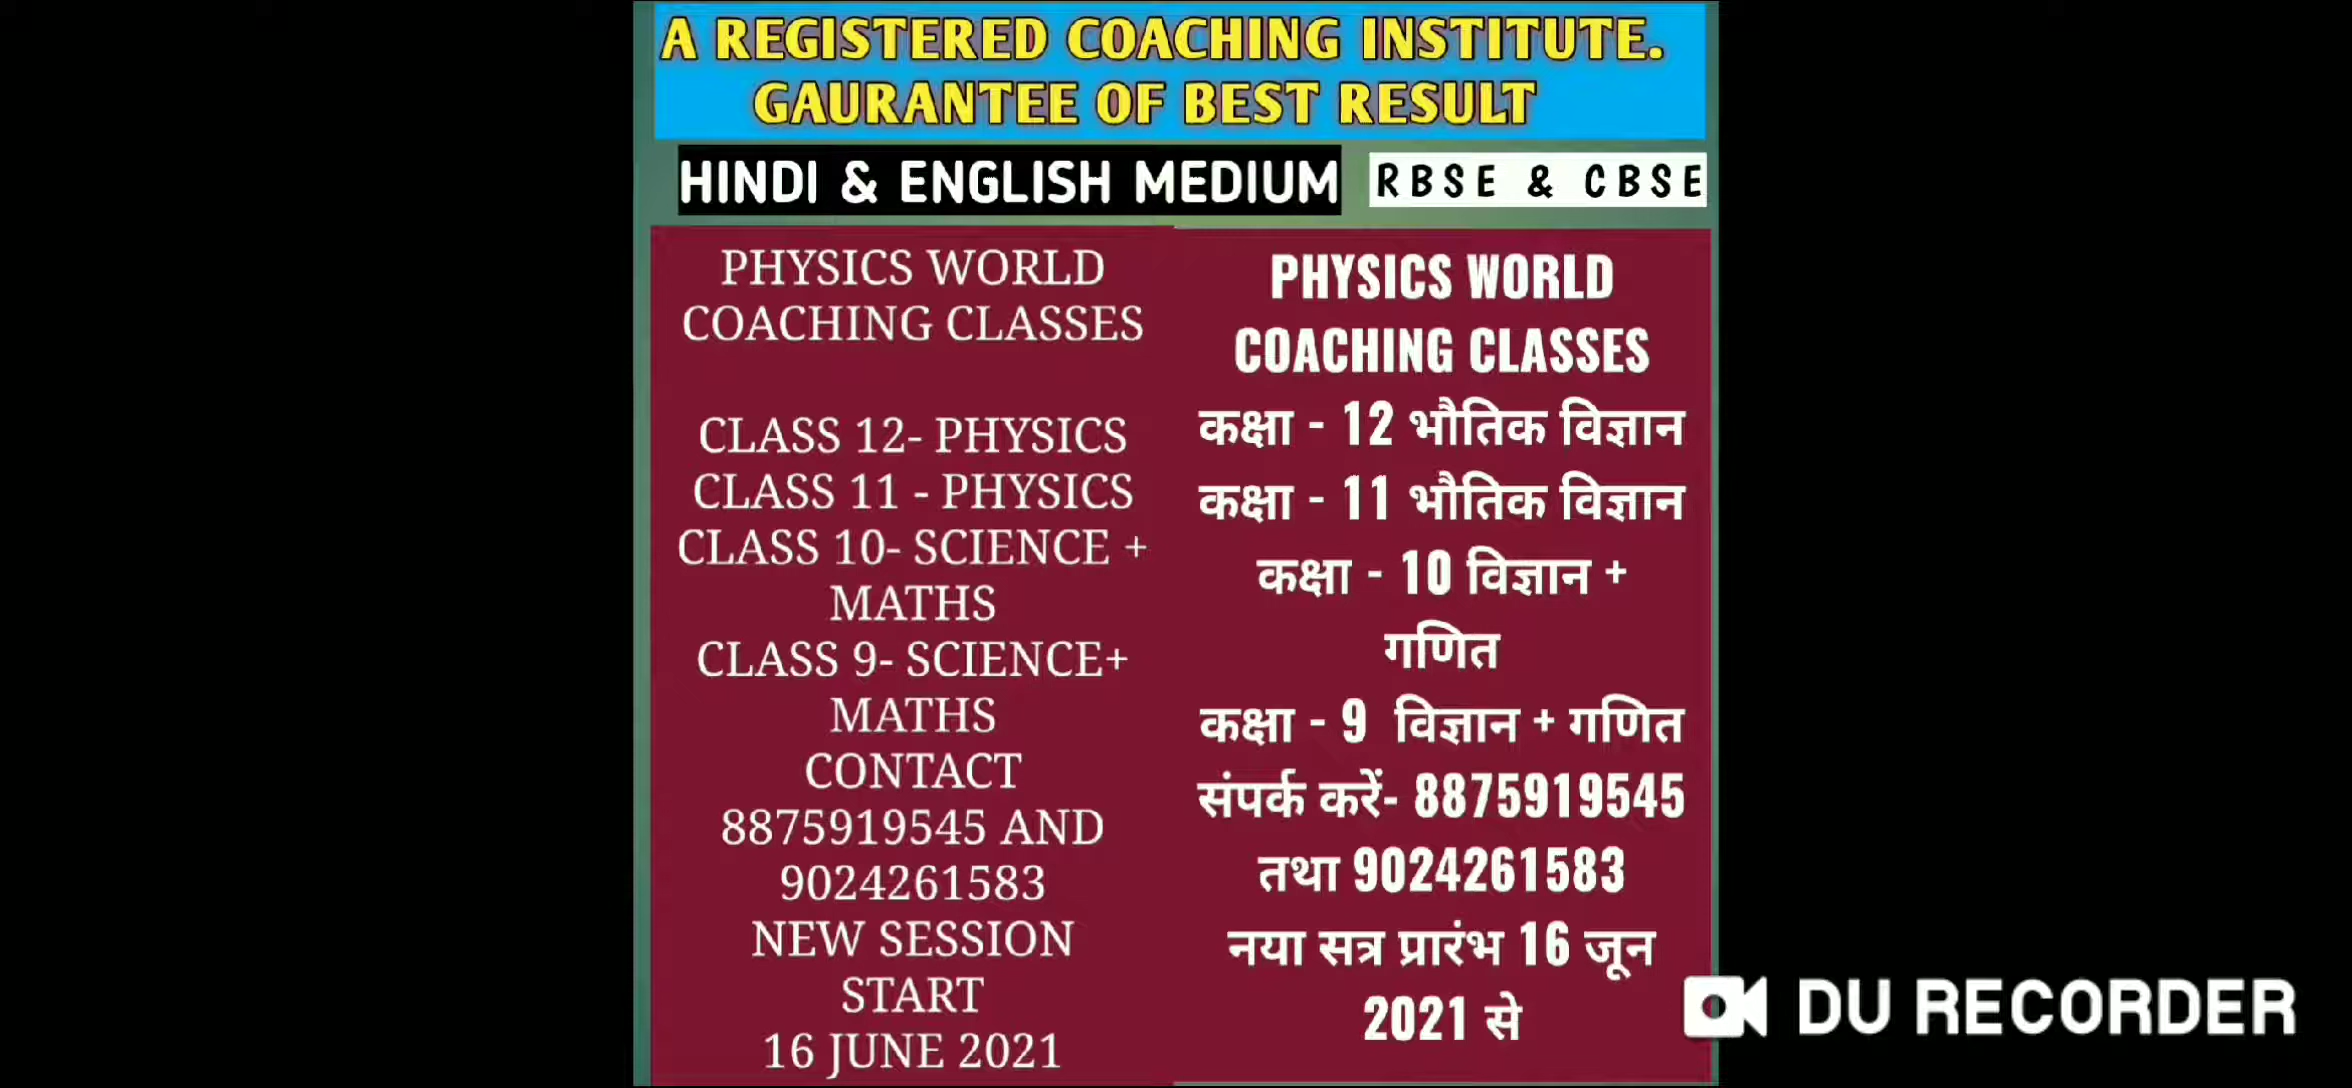 A REGISTERED COACHING INSTITUTE.
GAURANTEE OF BEST RESULT
HINDI & ENGLISH MEDIUM
RBSE & CBSE
PHYSICS WORLD
COACHING CLASSES
CLASS 12- PHYSICS
CLASS 11 - PHYSICS
CLASS 10- SCIENCE +
MATHS
CLASS 9- SCIENCE+
MATHS
CONTACT
8875919545 AND
9024261583
NEW SESSION
START
16 JUNE 2021
PHYSICS WORLD
COACHING CLASSES
कक्षा - 12 भौतिक विज्ञान
कक्षा - 11 भौतिक विज्ञान
कक्षा - 10 विज्ञान +
गणित
कक्षा - 9 विज्ञान + गणित
संपर्क करें- 8875919545
तथा 9024261583
नया सत्र प्रारंभ 16 जून
2021 से
DU RECORDER